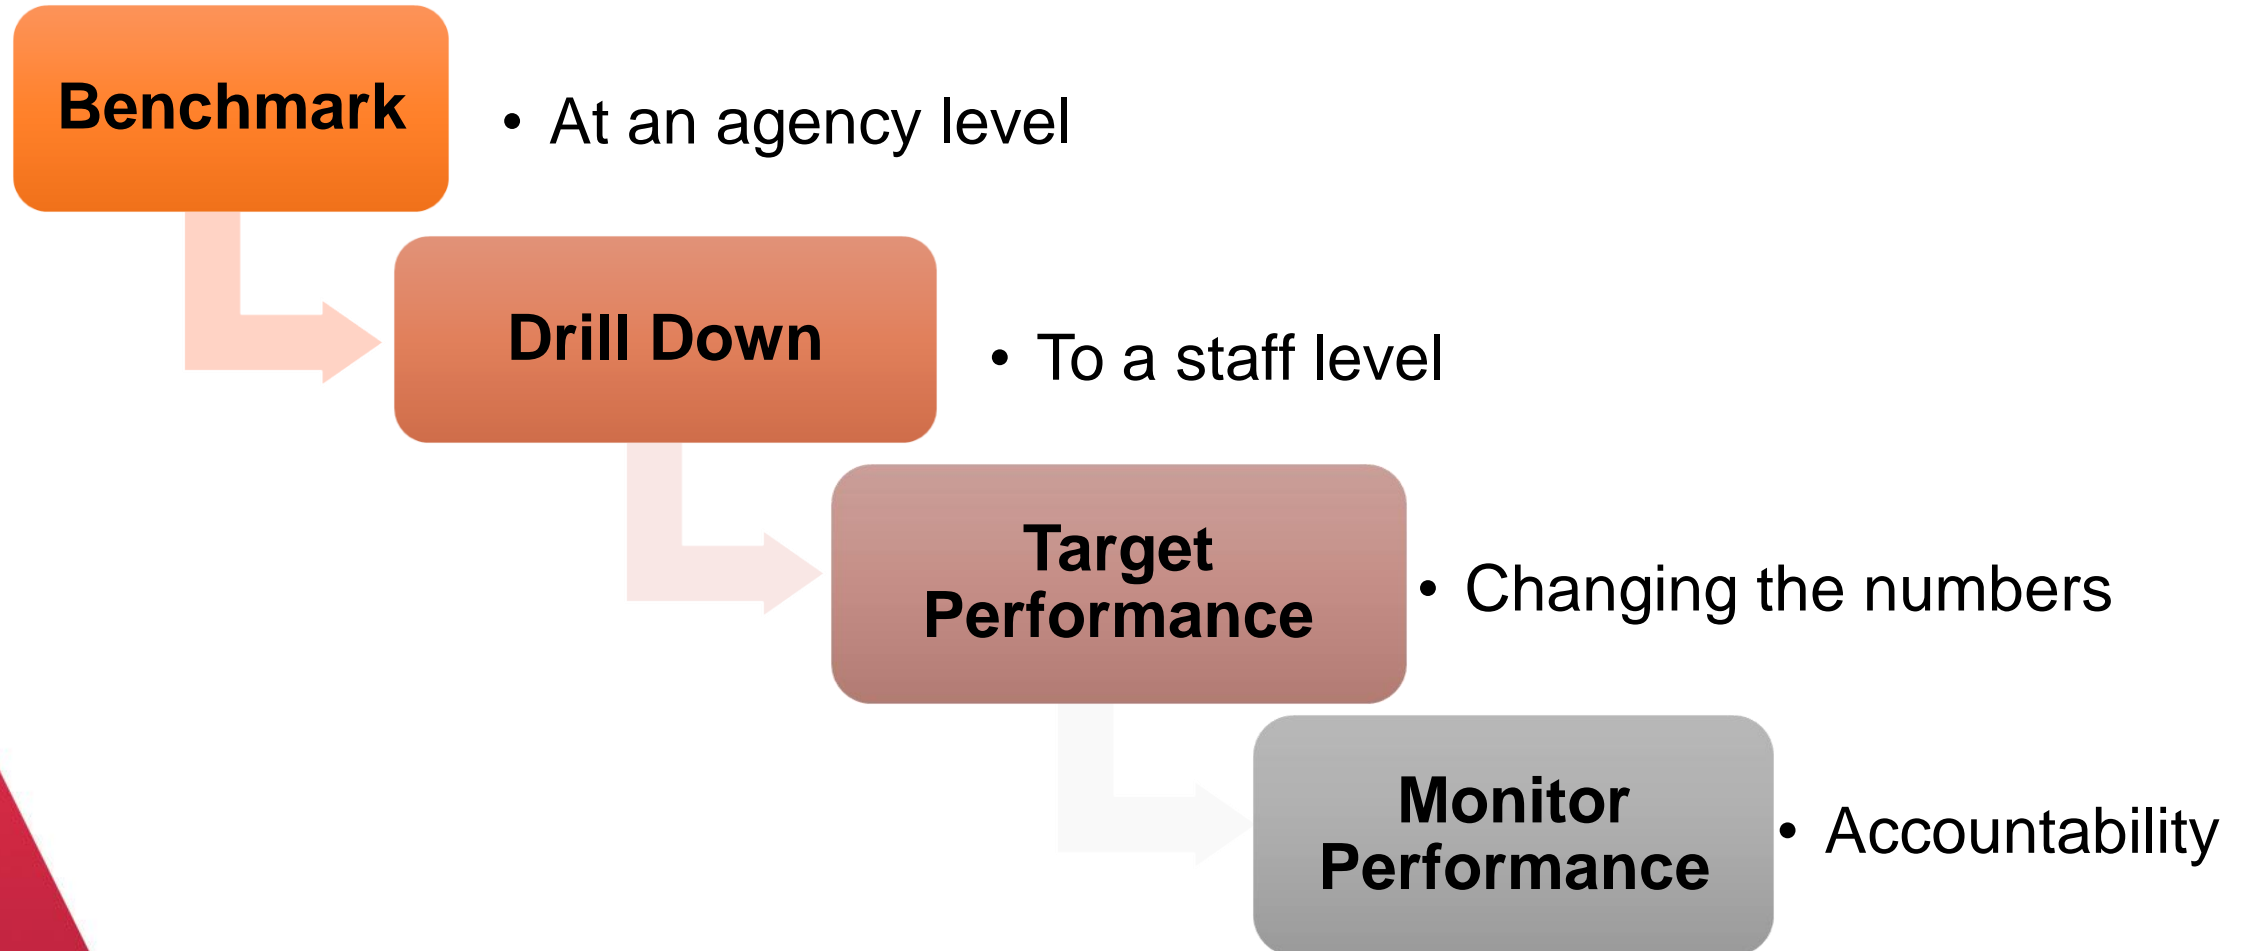 Benchmark
• At an agency level
Drill Down
• To a staff level
Target
Performance
• Changing the numbers
Monitor
Performance
• Accountability